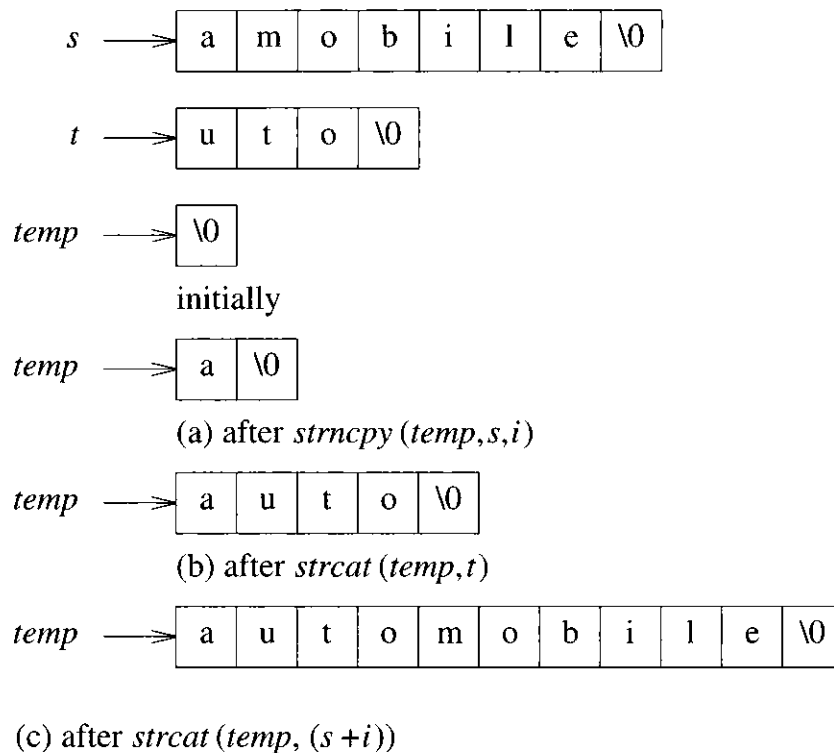 s a m o b i l e \0
t u t o \0
temp \0
initially
temp a \0
(a) after strncpy (temp,s,i)
temp a u t o \0
(b) after strcat (temp,t)
temp a u t o m o b i l e \0
(c) after strcat (temp, (s +i))